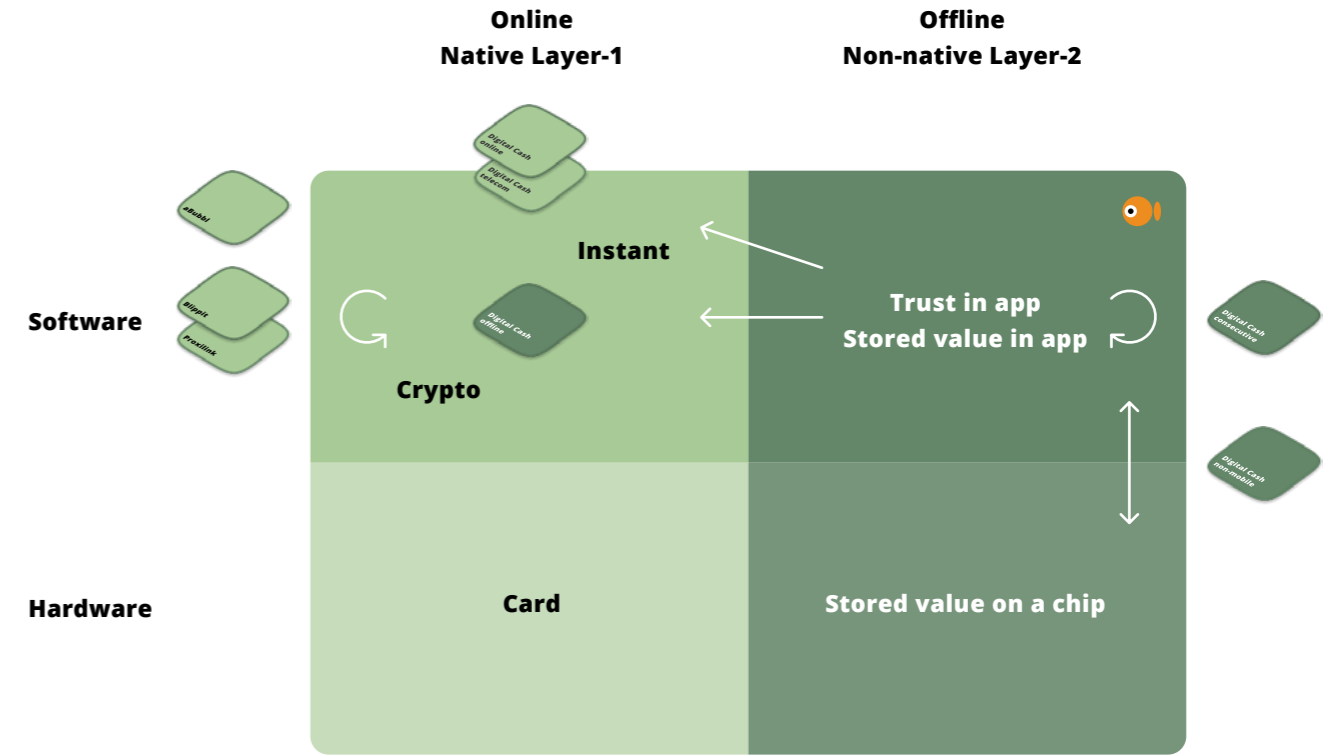 Online
Native Layer-1
Offline
Non-native Layer-2
Digital Cash
online
Digital Cash
telecom
aBubbl
Instant
Software
Blippit
Proxilink
Digital Cash
offline
Crypto
Trust in app
Stored value in app
Digital Cash
consecutive
Digital Cash
non-mobile
Hardware
Card
Stored value on a chip